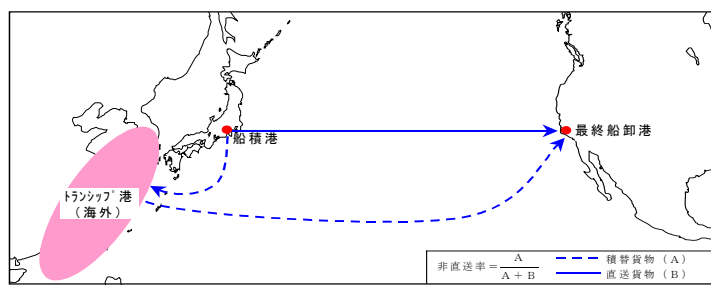 船積港
最終船卸港
ﾄﾗﾝｼｯﾌﾟ港
(海外)
非直送率=A/A+B
積替貨物(A)
直送貨物(B)